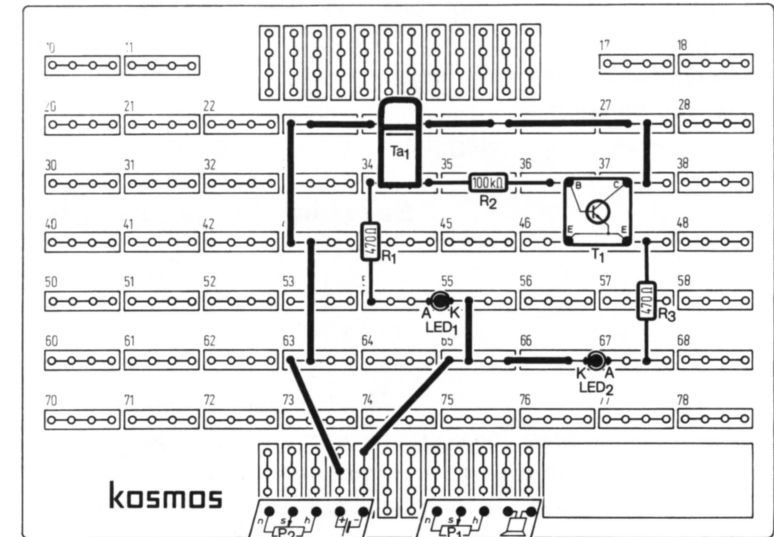 17 18
21 22 27 28
Ta1
30 31 32 34 35 36 37 38
100kΩ
R2
B C
E E
T1
40 41 42 45 46 48
470Ω
R1
470Ω
R3
50 51 52 53 55 56 57 58
A K
LED1
60 61 62 63 64 65 66 67 68
K A
LED2
70 71 72 73 74 75 76 77 78
kosmos
n s h + − n s h
P2 P1